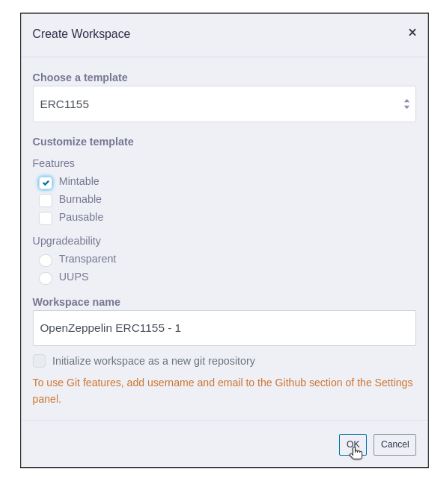 Create Workspace
Choose a template
ERC1155
Customize template
Features
Mintable
Burnable
Pausable
Upgradeability
Transparent
UUPS
Workspace name
OpenZeppelin ERC1155 - 1
Initialize workspace as a new git repository
To use Git features, add username and email to the Github section of the Settings
panel.
OK Cancel